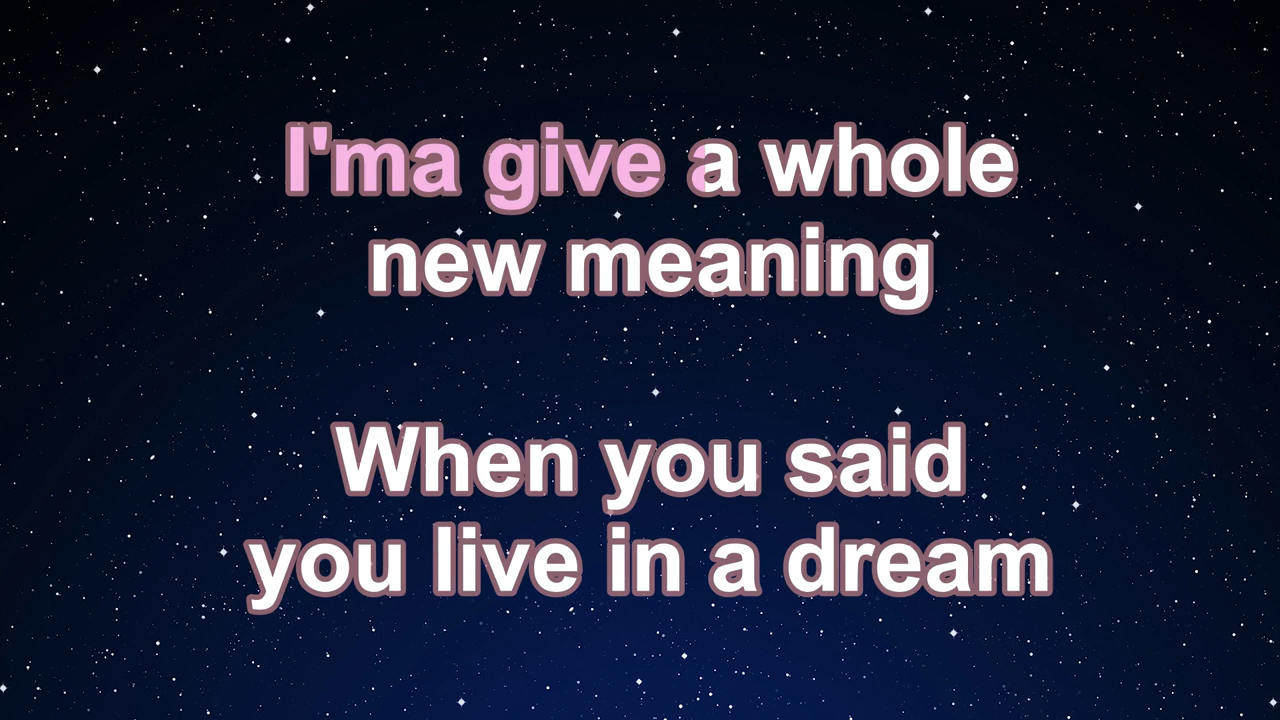 I'ma give a whole
new meaning
When you said
you live in a dream